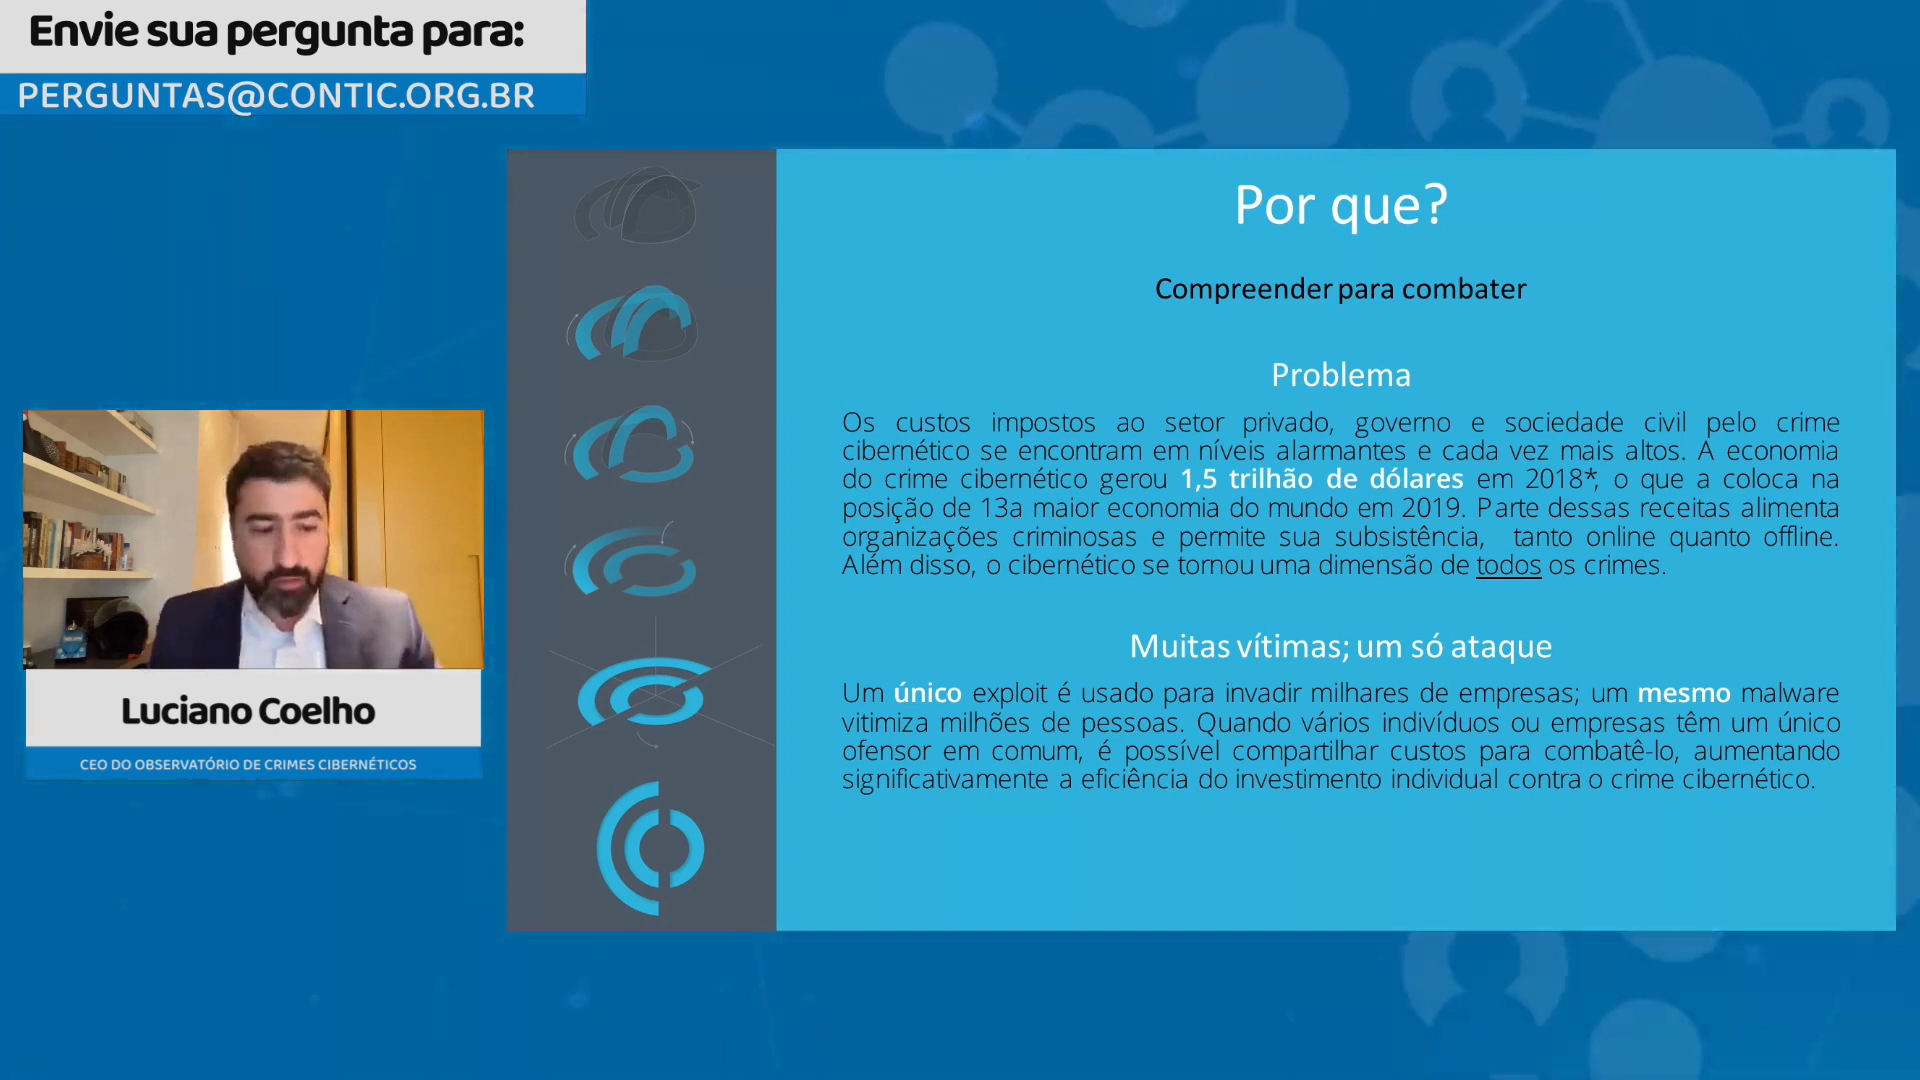 Envie sua pergunta para:
PERGUNTAS@CONTIC.ORG.BR
Por que?
Compreender para combater
Problema
Os custos impostos ao setor privado, governo e sociedade civil pelo crime
cibernético se encontram em níveis alarmantes e cada vez mais altos. A economia
do crime cibernético gerou 1,5 trilhão de dólares em 2018*, o que a coloca na
posição de 13a maior economia do mundo em 2019. Parte dessas receitas alimenta
organizações criminosas e permite sua subsistência, tanto online quanto offline.
Além disso, o cibernético se tornou uma dimensão de todos os crimes.
Muitas vítimas; um só ataque
Um único exploit é usado para invadir milhares de empresas; um mesmo malware
vitimiza milhões de pessoas. Quando vários indivíduos ou empresas têm um único
ofensor em comum, é possível compartilhar custos para combatê-lo, aumentando
significativamente a eficiência do investimento individual contra o crime cibernético.
Luciano Coelho
CEO DO OBSERVATÓRIO DE CRIMES CIBERNÉTICOS